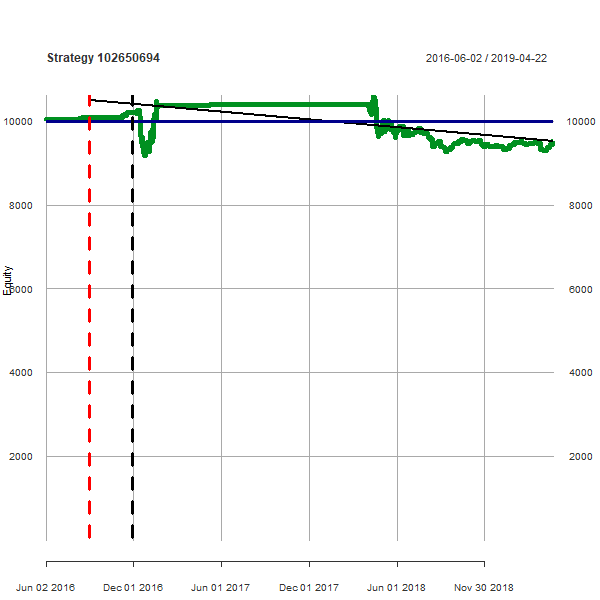 Strategy 102650694
2016-06-02 / 2019-04-22
10000
10000
8000
8000
Equity
6000
6000
4000
4000
2000
2000
Jun 02 2016
Dec 01 2016
Jun 01 2017
Dec 01 2017
Jun 01 2018
Nov 30 2018